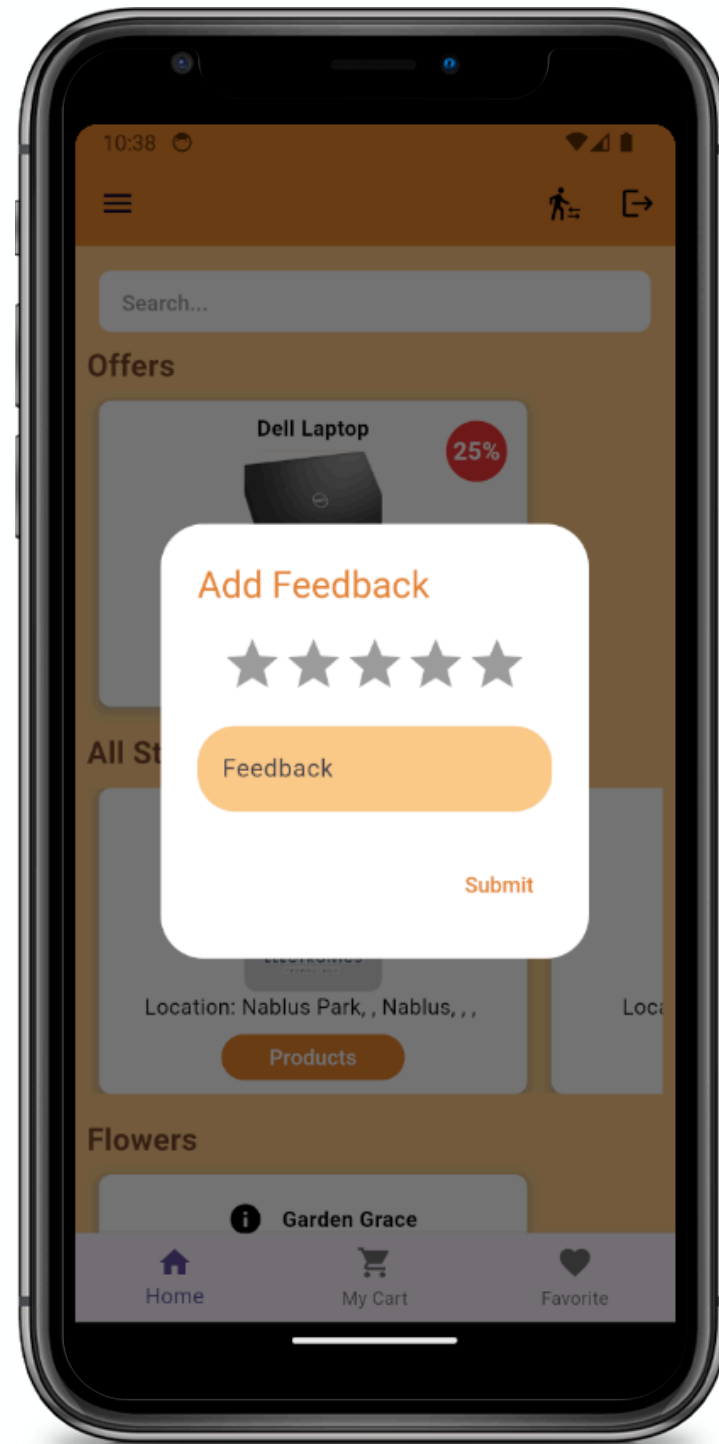 10:38
Search...
Offers
Dell Laptop
25%
Add Feedback
Feedback
Submit
All St
ELECTRONICS
Location: Nablus Park, , Nablus, , ,
Loca
Products
Flowers
Garden Grace
Home
My Cart
Favorite